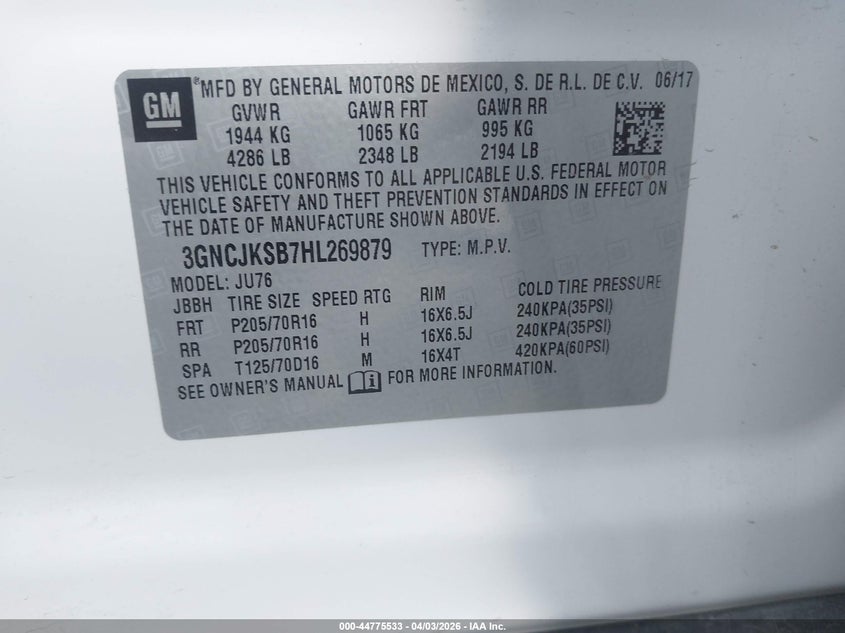 GM ®MFD BY GENERAL MOTORS DE MEXICO, S. DE R.L. DE C.V. 06/17
GVWR GAWR FRT GAWR RR
1944 KG 1065 KG 995 KG
4286 LB 2348 LB 2194 LB
THIS VEHICLE CONFORMS TO ALL APPLICABLE U.S. FEDERAL MOTOR
VEHICLE SAFETY AND THEFT PREVENTION STANDARDS IN EFFECT ON
THE DATE OF MANUFACTURE SHOWN ABOVE.
3GNCJKSB7HL269879 TYPE: M.P.V.
MODEL: JU76
JBBH TIRE SIZE SPEED RTG RIM COLD TIRE PRESSURE
FRT P205/70R16 H 16X6.5J 240KPA(35PSI)
RR P205/70R16 H 16X6.5J 240KPA(35PSI)
SPA T125/70D16 M 16X4T 420KPA(60PSI)
SEE OWNER'S MANUAL FOR MORE INFORMATION.
000-44775533 - 04/03/2026 - IAA Inc.